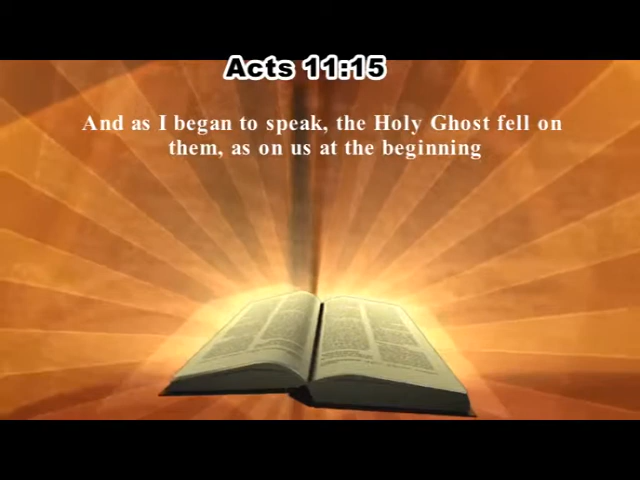 Acts 11:15
And as I began to speak, the Holy Ghost fell on
them, as on us at the beginning